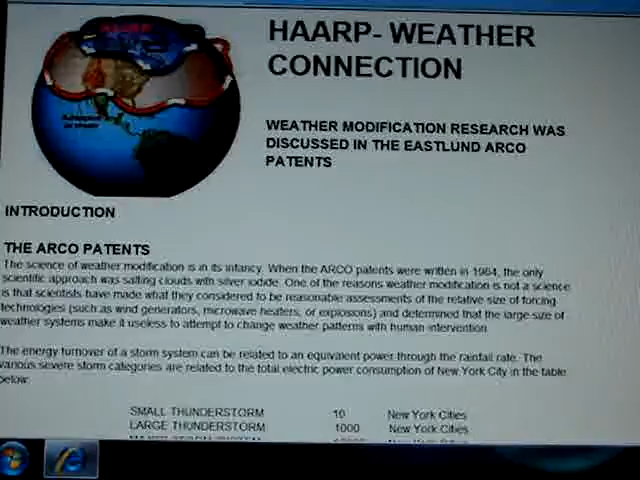 HAARP- WEATHER
CONNECTION
WEATHER MODIFICATION RESEARCH WAS
DISCUSSED IN THE EASTLUND ARCO
PATENTS
INTRODUCTION
THE ARCO PATENTS
The science of weather modification is in its infancy. When the ARCO patents were written in 1984, the only
scientific approach was salting clouds with silver iodide. One of the reasons weather modification is not a science
is that scientists have made what they considered to be reasonable assessments of the relative size of forcing
technologies (such as wind generators, microwave heaters, or explosions) and determined that the large size of
weather systems make it useless to attempt to change weather patterns with human intervention.
The energy turnover of a storm system can be related to an equivalent power through the rainfall rate. The
various severe storm categories are related to the total electric power consumption of New York City in the table
below:
SMALL THUNDERSTORM 10 New York Cities
LARGE THUNDERSTORM 1000 New York Cities